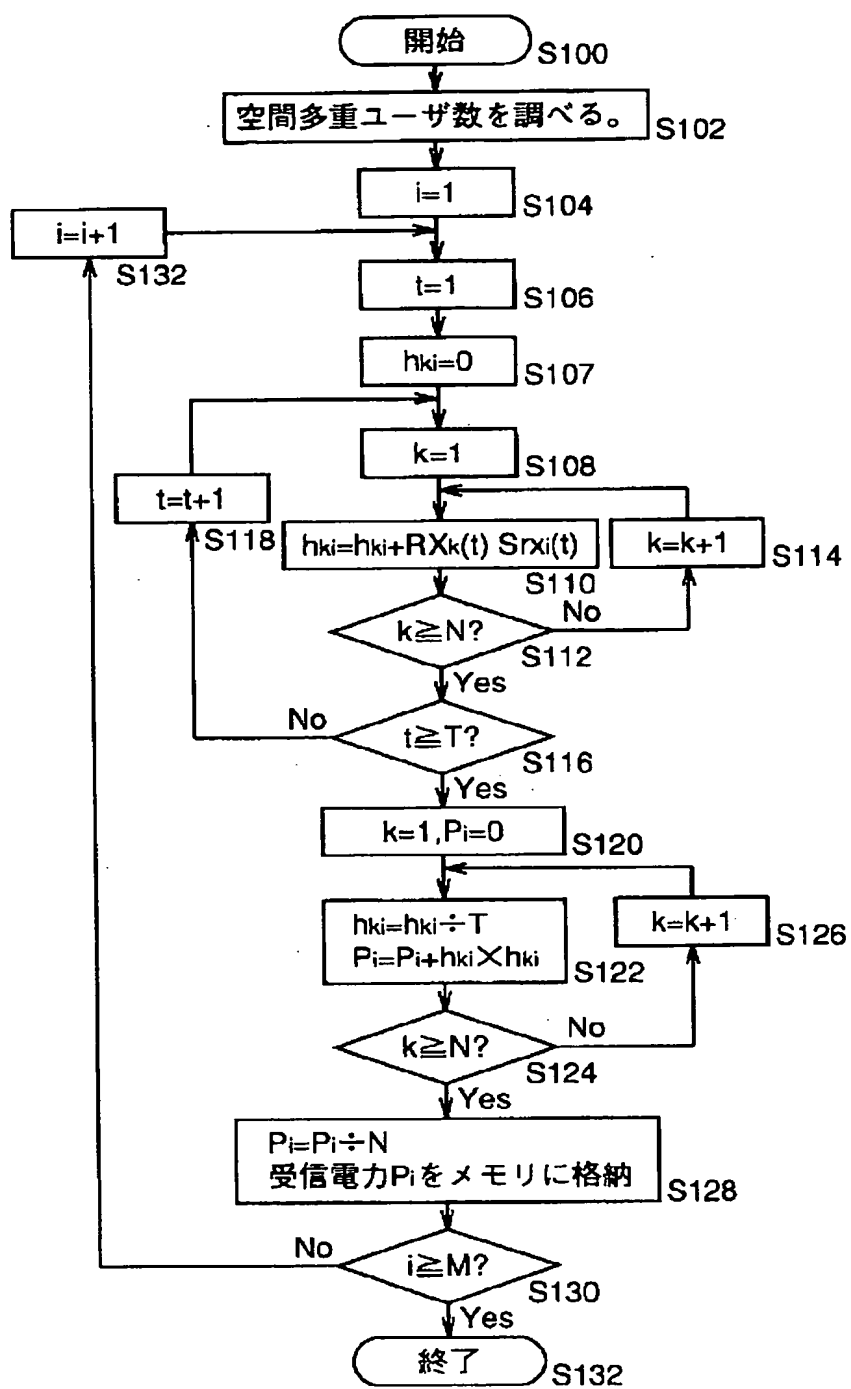 開始
S100
空間多重ユーザ数を調べる。
S102
i=1
S104
i=i+1
S132
t=1
S106
hki=0
S107
k=1
S108
t=t+1
S118
hki=hki+RXk(t) Srxi(t)
S110
k=k+1
S114
k≧N?
No
S112
Yes
t≧T?
No
S116
Yes
k=1,Pi=0
S120
hki=hki÷T
Pi=Pi+hki×hki
S122
k=k+1
S126
k≧N?
No
S124
Yes
Pi=Pi÷N
受信電力Piをメモリに格納
S128
i≧M?
No
S130
Yes
終了
S132